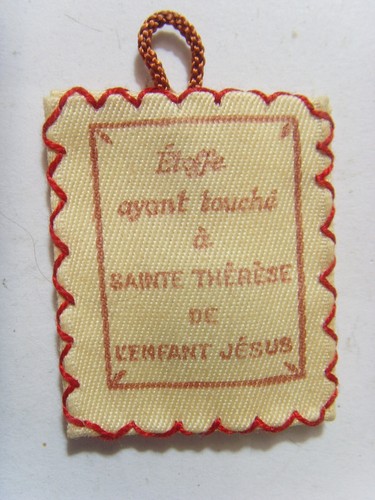 Étoffe
ayant touché
à
SAINTE THÉRÈSE
DE
L'ENFANT JÉSUS